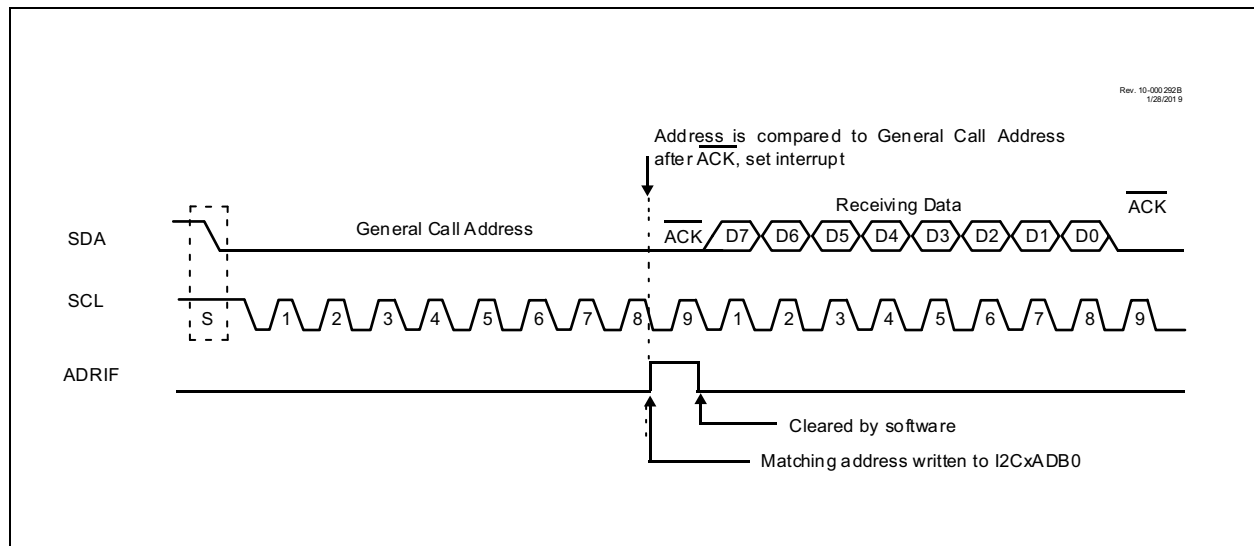 Rev. 10-000292B
1/28/2019
Address is compared to General Call Address
after ACK, set interrupt
Receiving Data
ACK
SDA
General Call Address
ACK
D7 D6 D5 D4 D3 D2 D1 D0
SCL
S
1 2 3 4 5 6 7 8 9 1 2 3 4 5 6 7 8 9
ADRIF
Cleared by software
Matching address written to I2CxADB0